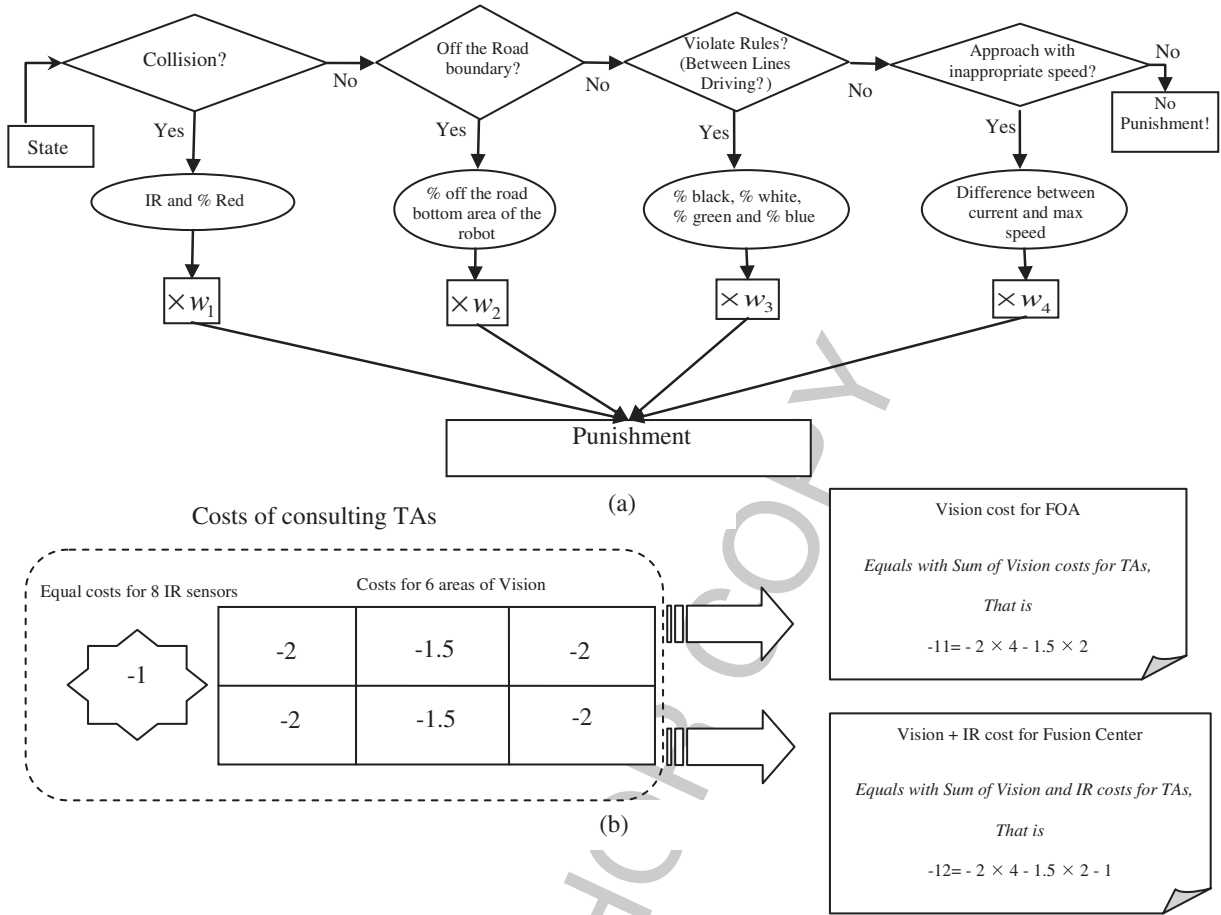 Collision?
Off the Road
boundary?
Violate Rules?
(Between Lines
Driving?)
Approach with
inappropriate speed?
No
No
No
No
No
Punishment!
State
Yes
Yes
Yes
Yes
IR and % Red
% off the road
bottom area of the
robot
% black, % white,
% green and % blue
Difference between
current and max
speed
× w1
× w2
× w3
× w4
Punishment
(a)
Costs of consulting TAs
Equal costs for 8 IR sensors
Costs for 6 areas of Vision
-1
-2 -1.5 -2
-2 -1.5 -2
Vision cost for FOA
Equals with Sum of Vision costs for TAs,
That is
-11= - 2 × 4 - 1.5 × 2
Vision + IR cost for Fusion Center
Equals with Sum of Vision and IR costs for TAs,
That is
-12= - 2 × 4 - 1.5 × 2 - 1
(b)
COPY